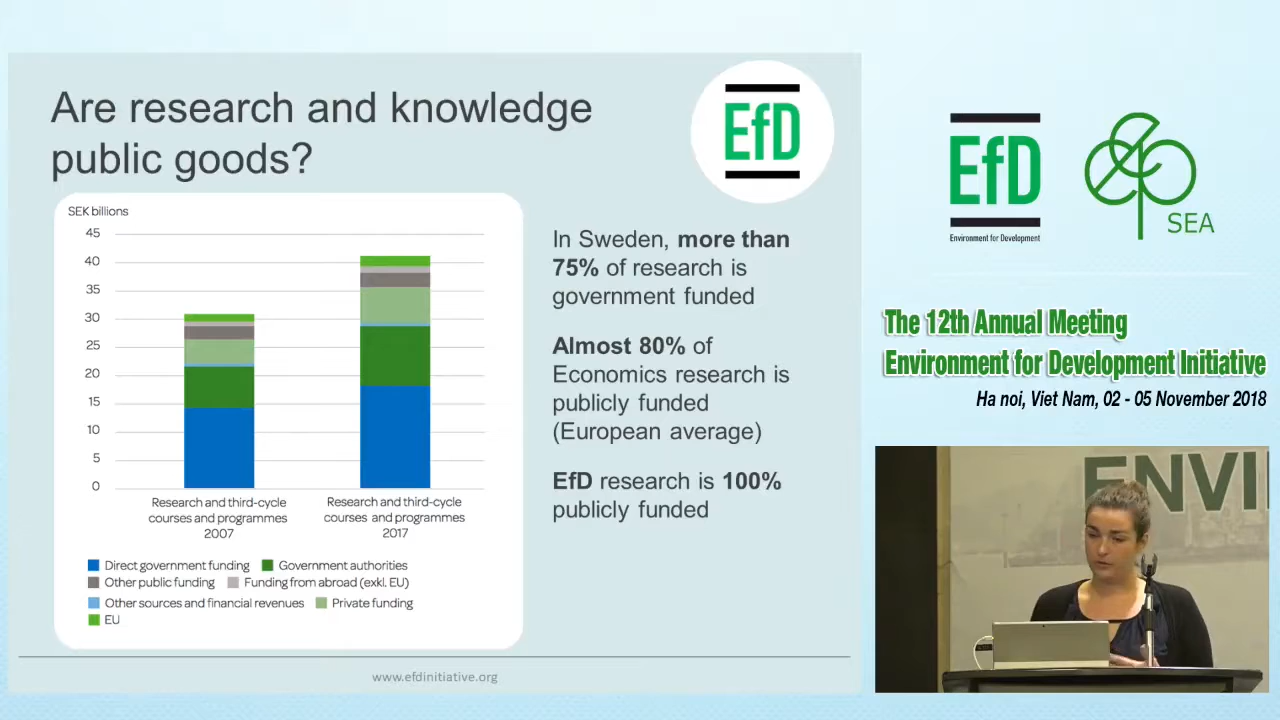 Are research and knowledge
public goods?
EfD
SEK billions
45
40
35
30
25
20
15
10
5
0
Research and third-cycle
courses and programmes
2007
Research and third-cycle
courses and programmes
2017
Direct government funding
Government authorities
Other public funding
Funding from abroad (exkl. EU)
Other sources and financial revenues
Private funding
EU
In Sweden, more than
75% of research is
government funded
Almost 80% of
Economics research is
publicly funded
(European average)
EfD research is 100%
publicly funded
www.efdinitiative.org
EfD
Environment for Development
SEA
The 12th Annual Meeting
Environment for Development Initiative
Ha noi, Viet Nam, 02 - 05 November 2018
ENVI